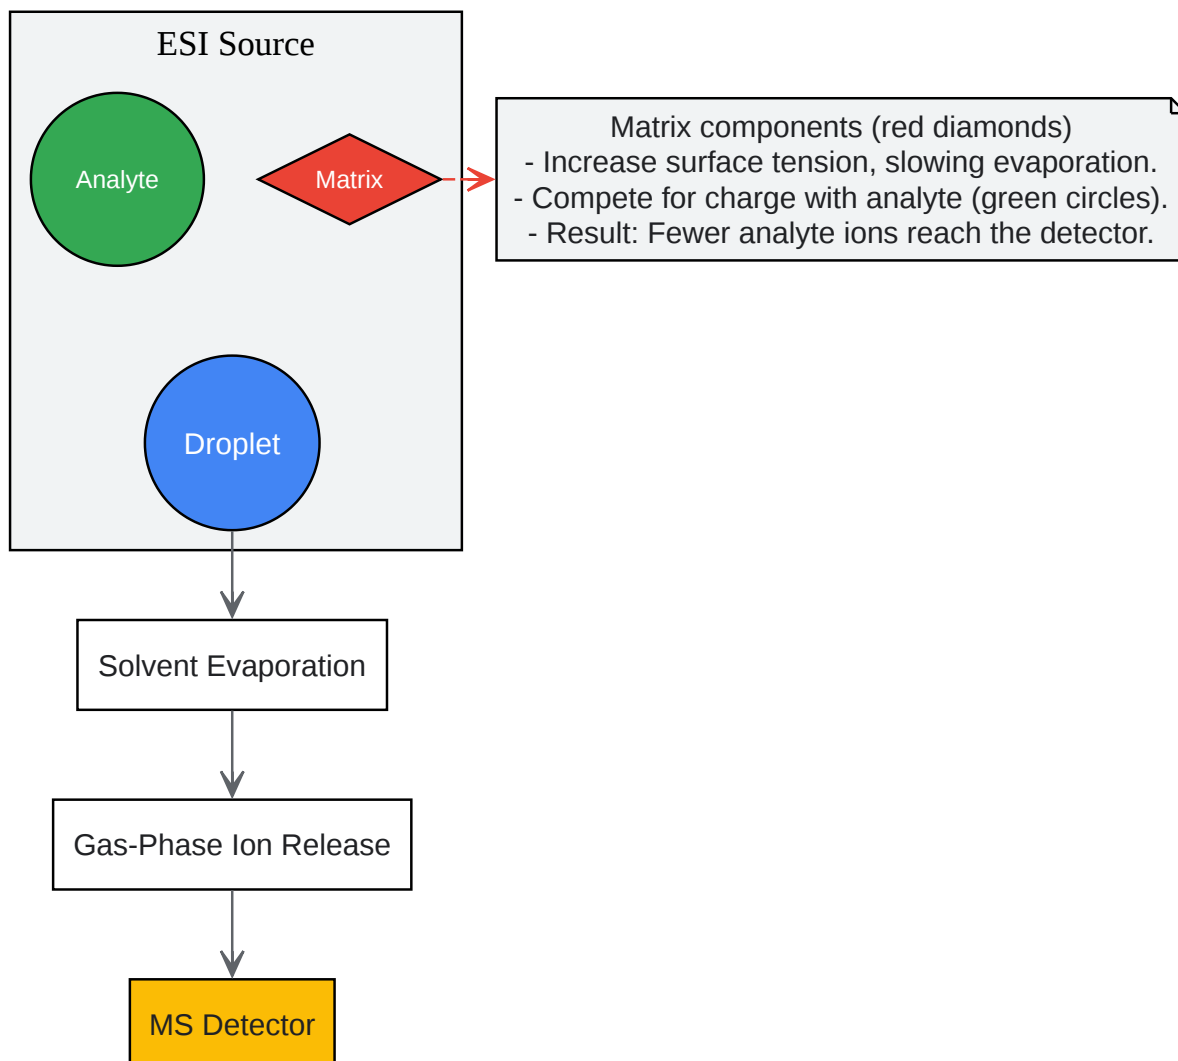 ESI Source
Analyte
Matrix
Matrix components (red diamonds)
- Increase surface tension, slowing evaporation.
- Compete for charge with analyte (green circles).
- Result: Fewer analyte ions reach the detector.
Droplet
Solvent Evaporation
Gas-Phase Ion Release
MS Detector